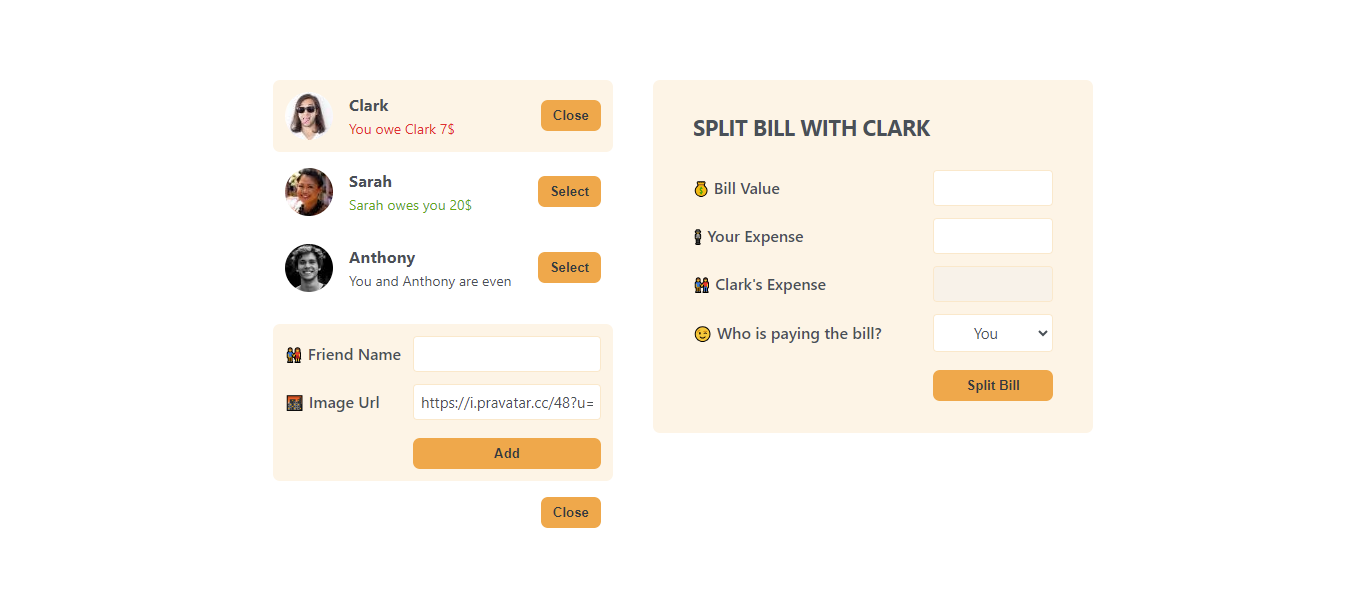 Clark
You owe Clark 7$
Close
Sarah
Sarah owes you 20$
Select
Anthony
You and Anthony are even
Select
👫 Friend Name
🌆 Image Url
https://i.pravatar.cc/48?u=
Add
Close
SPLIT BILL WITH CLARK
💰 Bill Value
🕴 Your Expense
👫 Clark's Expense
😉 Who is paying the bill?
You
Split Bill